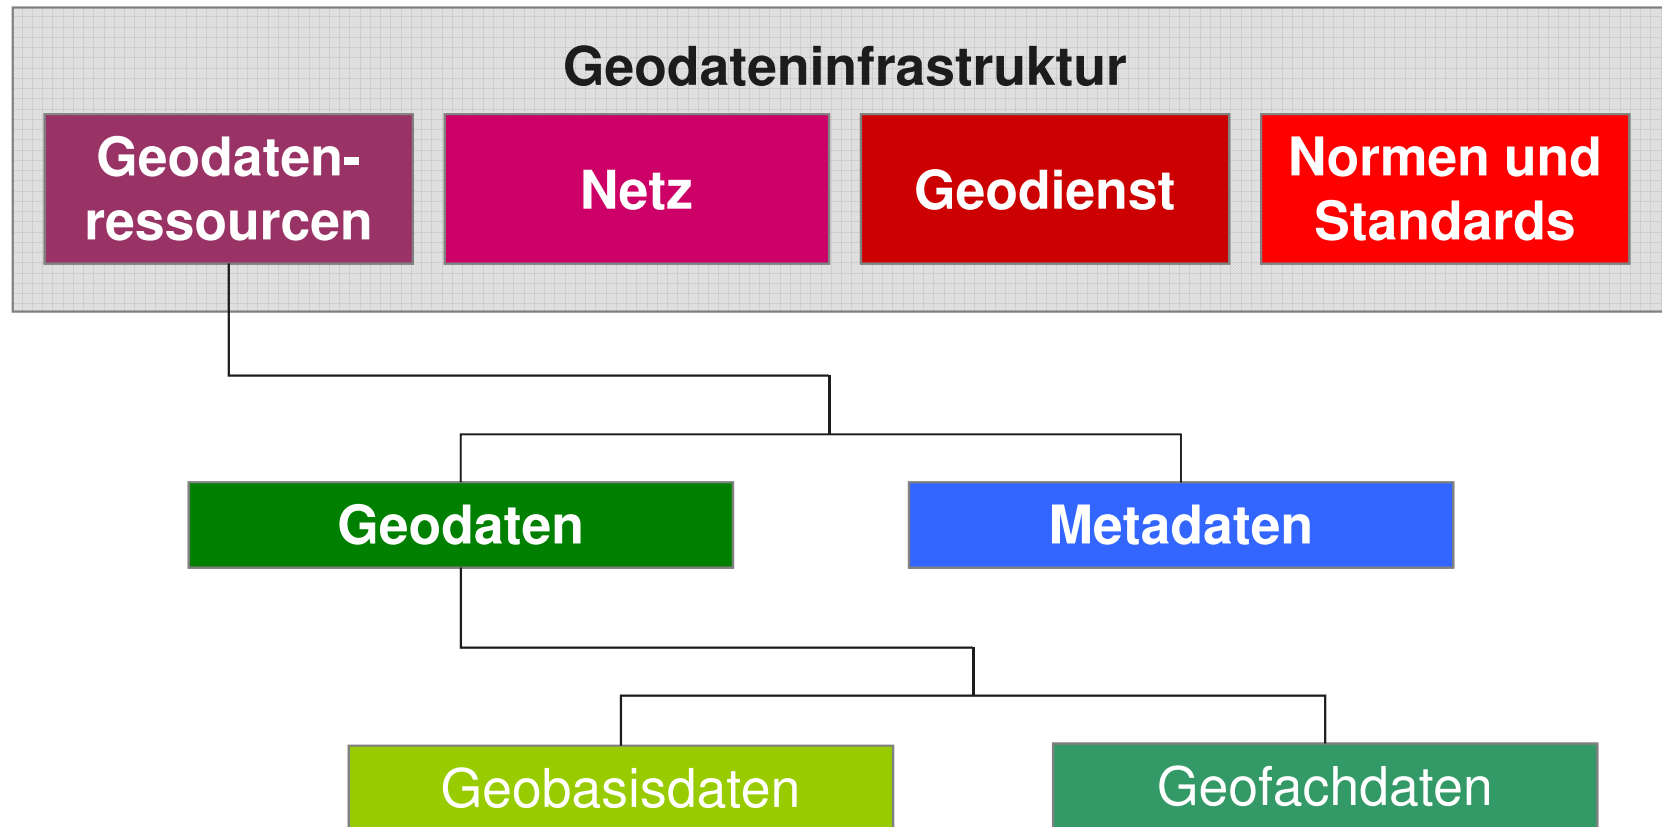 Geodateninfrastruktur
Geodaten-
ressourcen
Netz
Geodienst
Normen und
Standards
Geodaten
Metadaten
Geobasisdaten
Geofachdaten